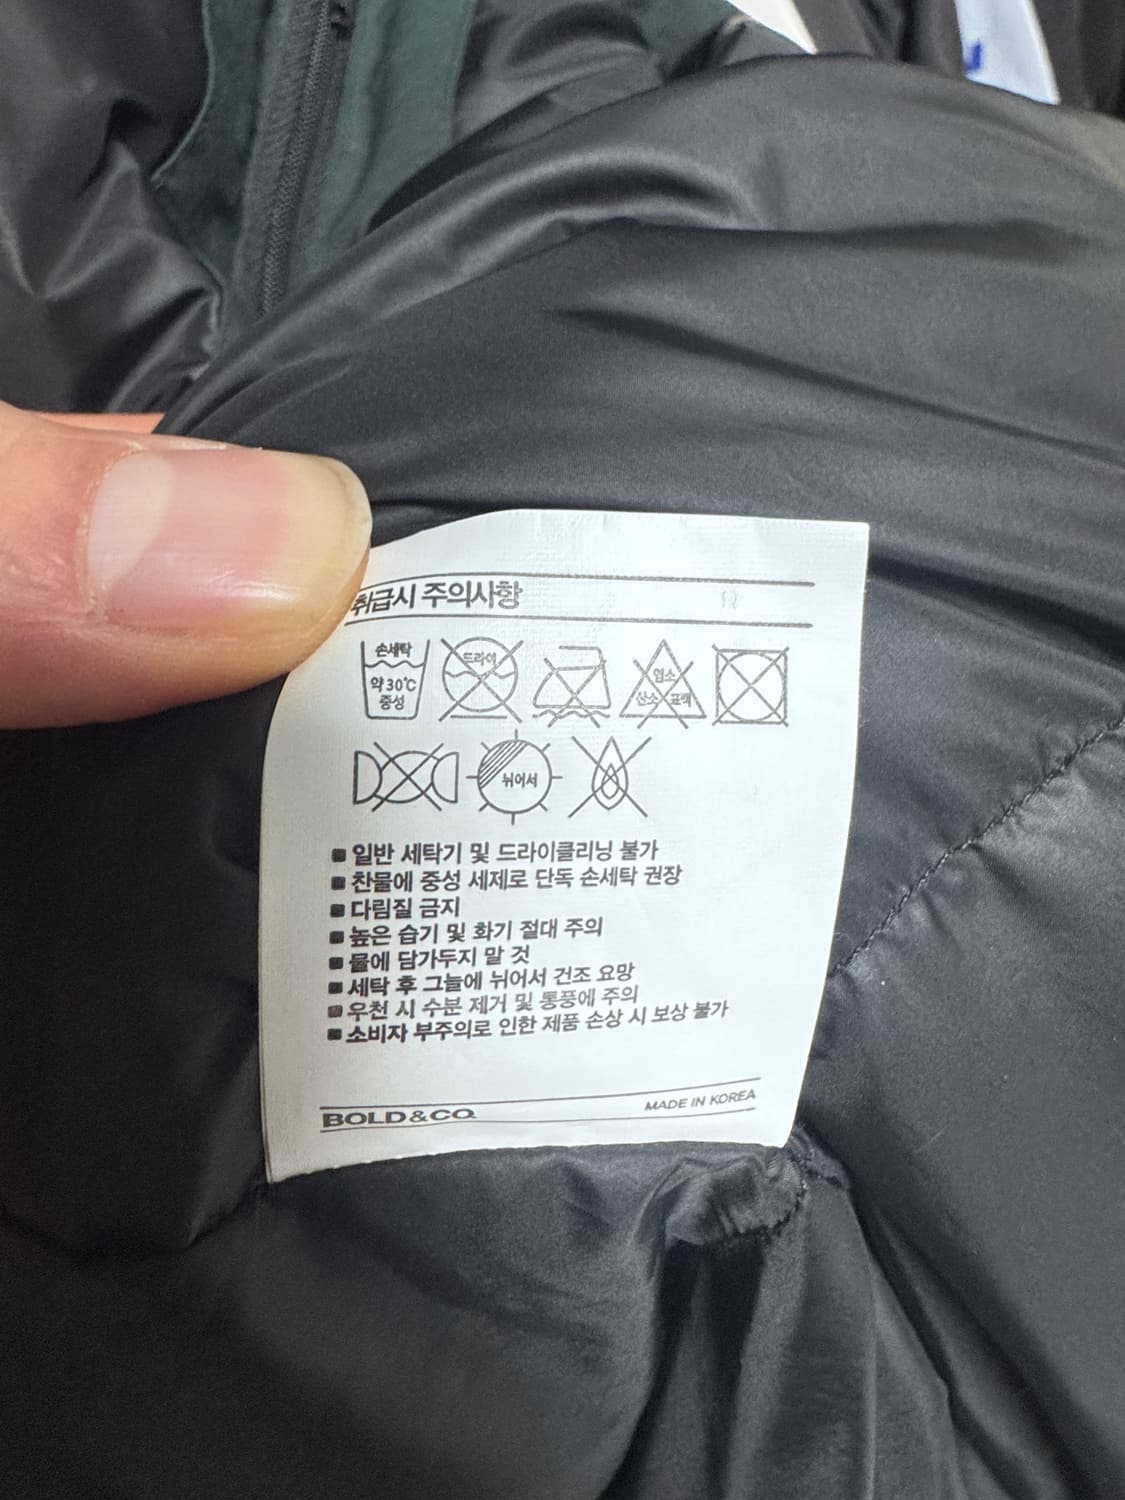 취급시 주의사항
손세탁
약 30℃
중성
드라이
염소
산소 표백
뉘어서
일반 세탁기 및 드라이클리닝 불가
찬물에 중성 세제로 단독 손세탁 권장
다림질 금지
높은 습기 및 화기 절대 주의
물에 담가두지 말 것
세탁 후 그늘에 뉘어서 건조 요망
우천 시 수분 제거 및 통풍에 주의
소비자 부주의로 인한 제품 손상 시 보상 불가
BOLD&CO. MADE IN KOREA